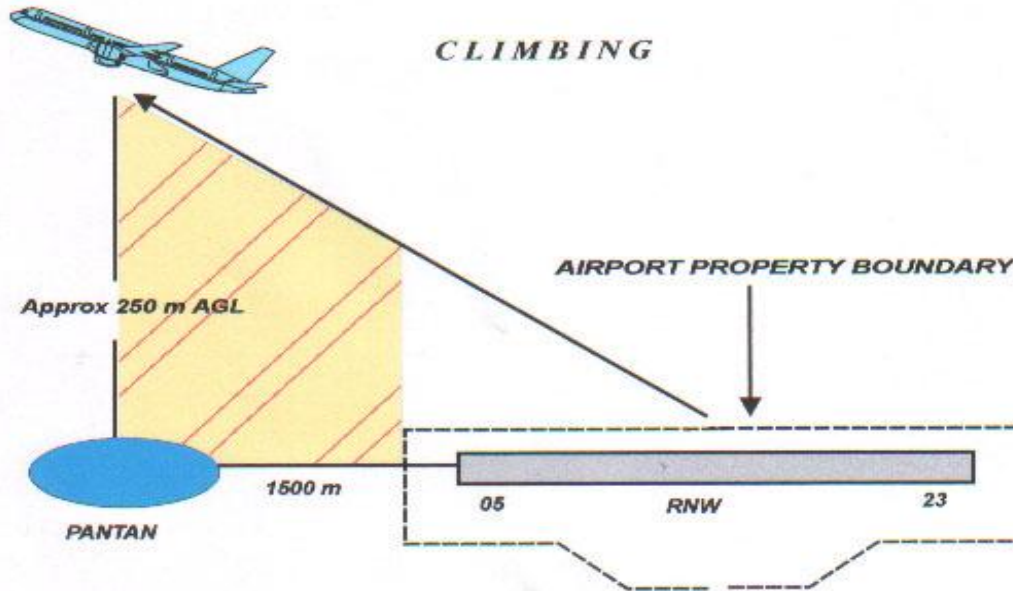 CLIMBING
AIRPORT PROPERTY BOUNDARY
Approx 250 m AGL
1500 m
05
RNW
23
PANTAN